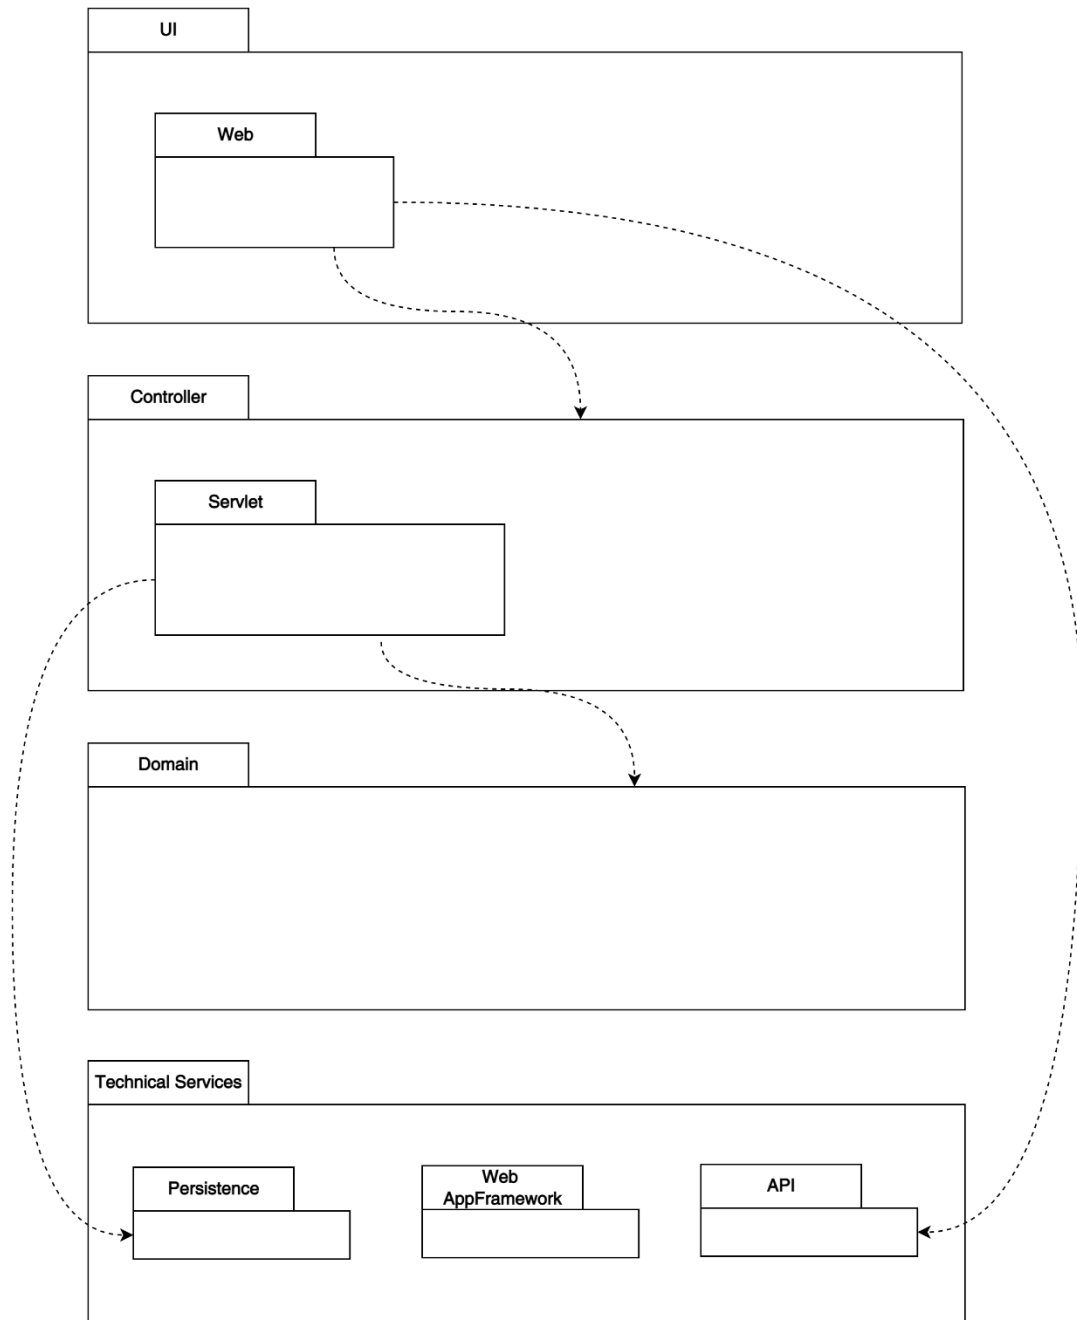 UI
Web
Controller
Servlet
Domain
Technical Services
Persistence
Web
AppFramework
API